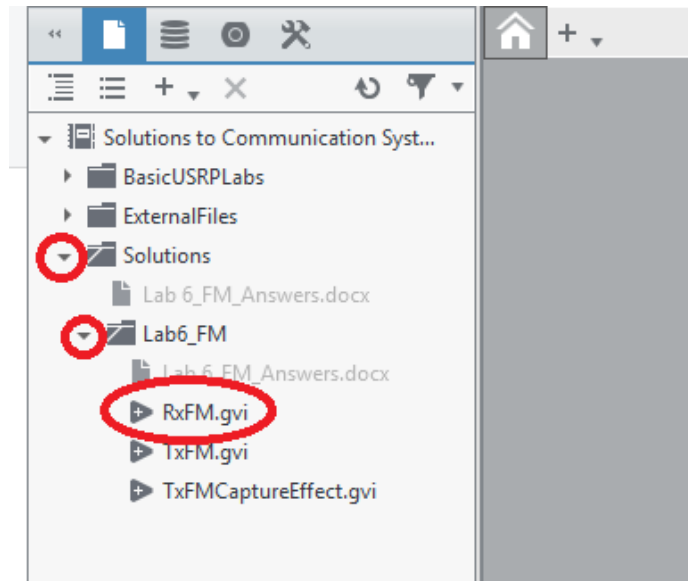 Solutions to Communication Syst...
BasicUSRPLabs
ExternalFiles
Solutions
Lab 6_FM_Answers.docx
Lab6_FM
Lab 6_FM_Answers.docx
RxFM.gvi
TxFM.gvi
TxFMCaptureEffect.gvi